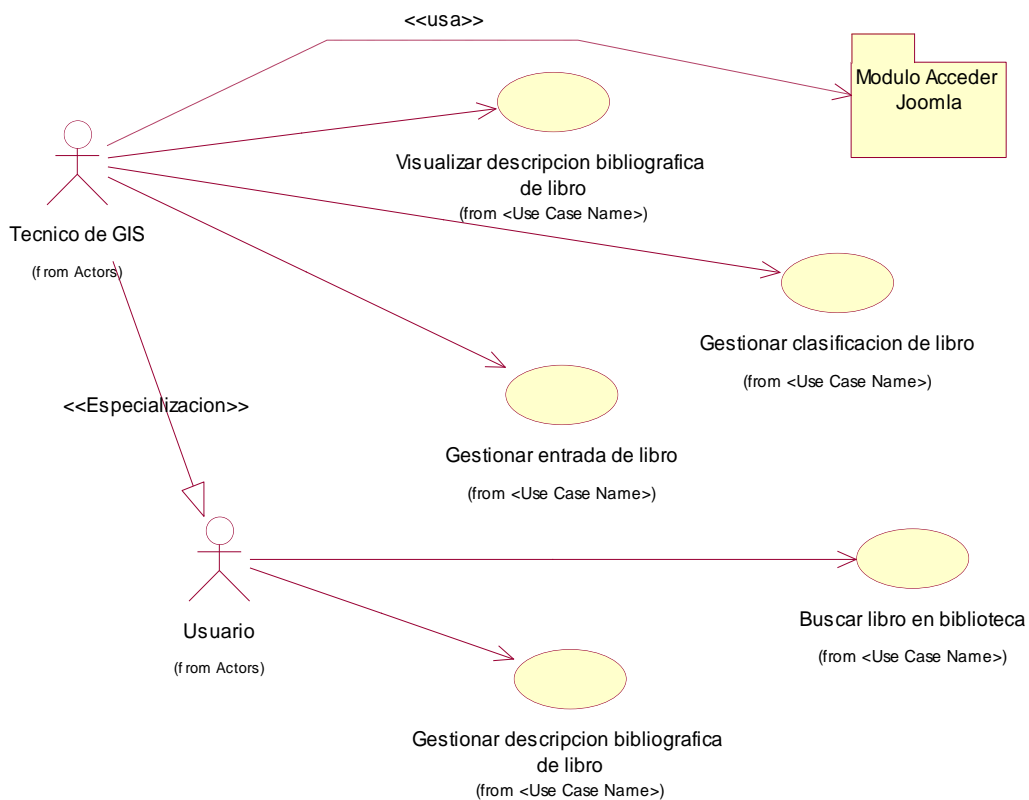 <<usa>>
Modulo Acceder
Joomla
Visualizar descripcion bibliografica
de libro
(from <Use Case Name>)
Tecnico de GIS
(from Actors)
Gestionar clasificacion de libro
(from <Use Case Name>)
<<Especializacion>>
Gestionar entrada de libro
(from <Use Case Name>)
Usuario
(from Actors)
Buscar libro en biblioteca
(from <Use Case Name>)
Gestionar descripcion bibliografica
de libro
(from <Use Case Name>)